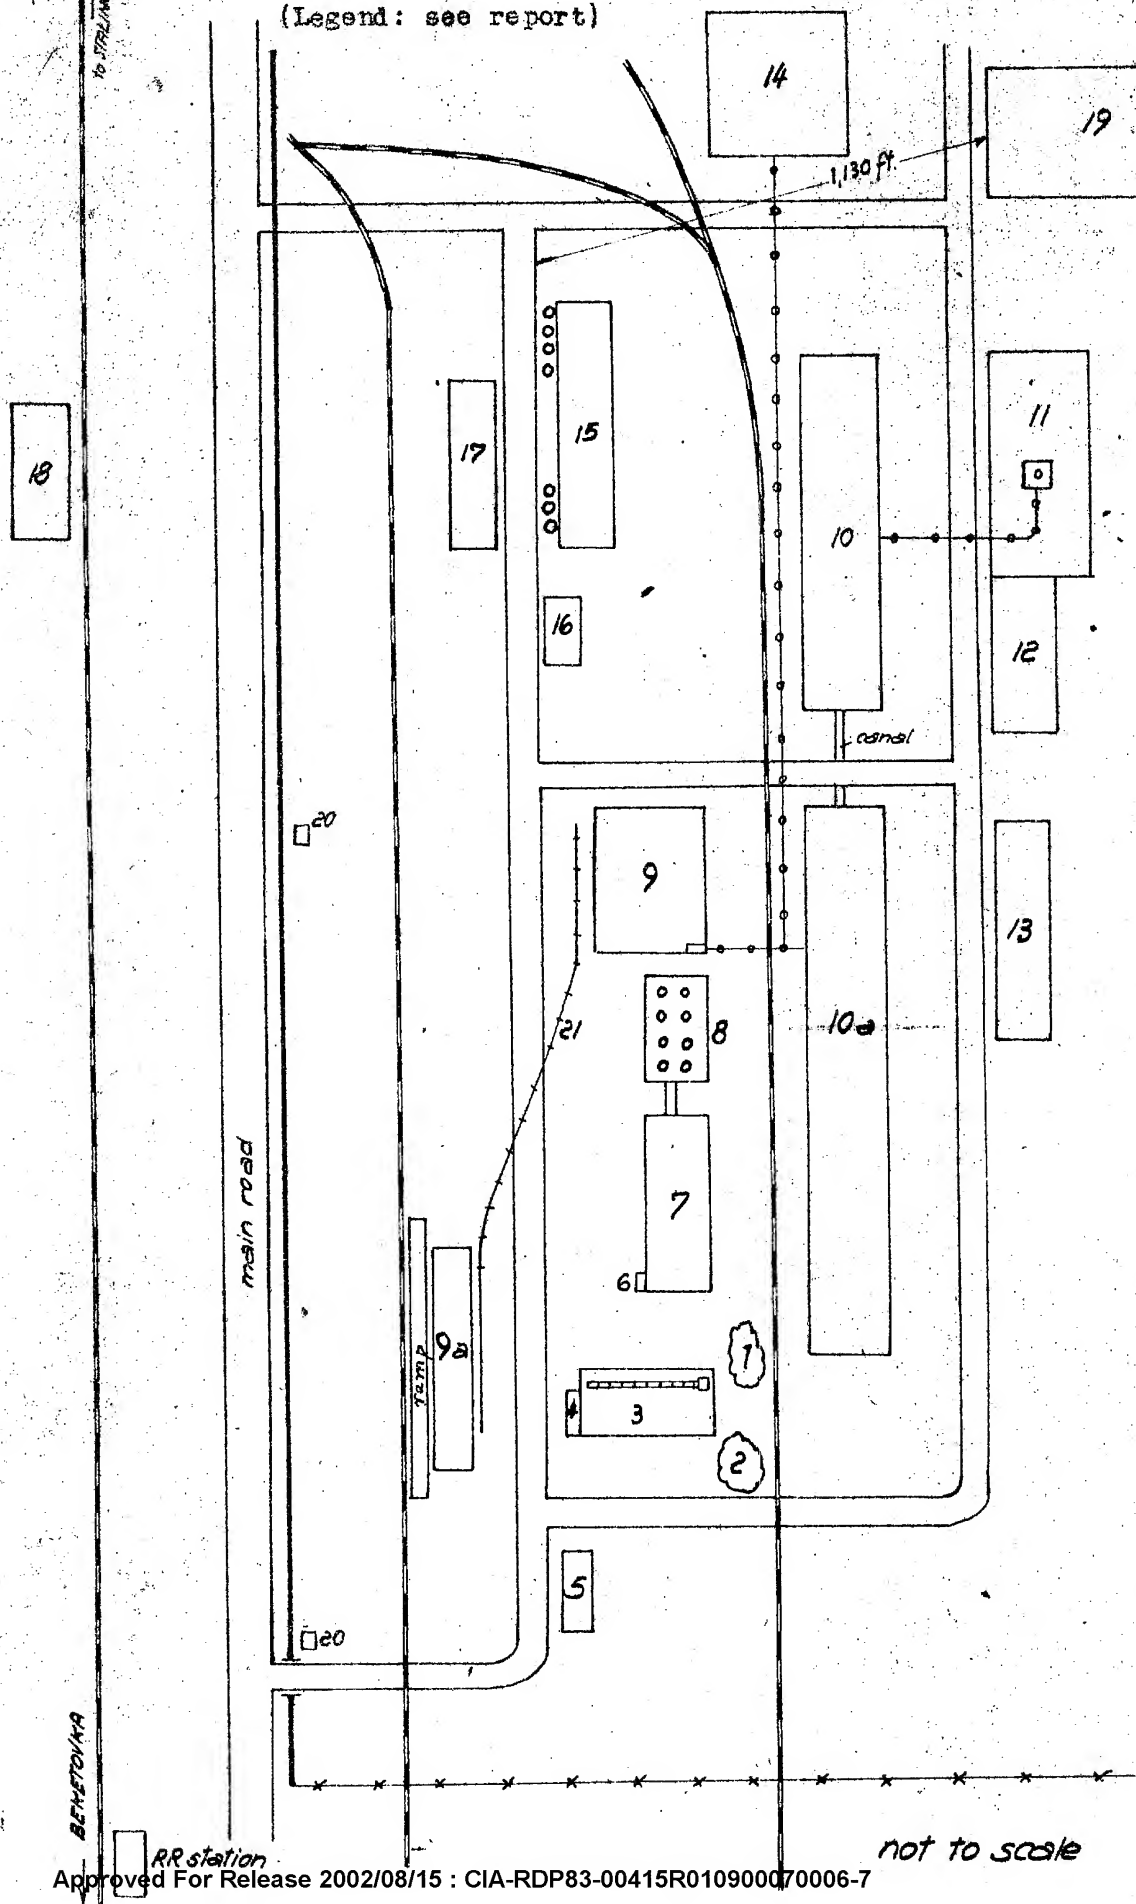 (Legend: see report)
14
19
1,130 ft.
11
15
17
18
10
16
12
canal
20
9
13
21
8
10a
main road
7
6
ramp
9a
1
4
3
2
5
20
BEKETOVKA
RR station
not to scale
Approved For Release 2002/08/15 : CIA-RDP83-00415R010900070006-7